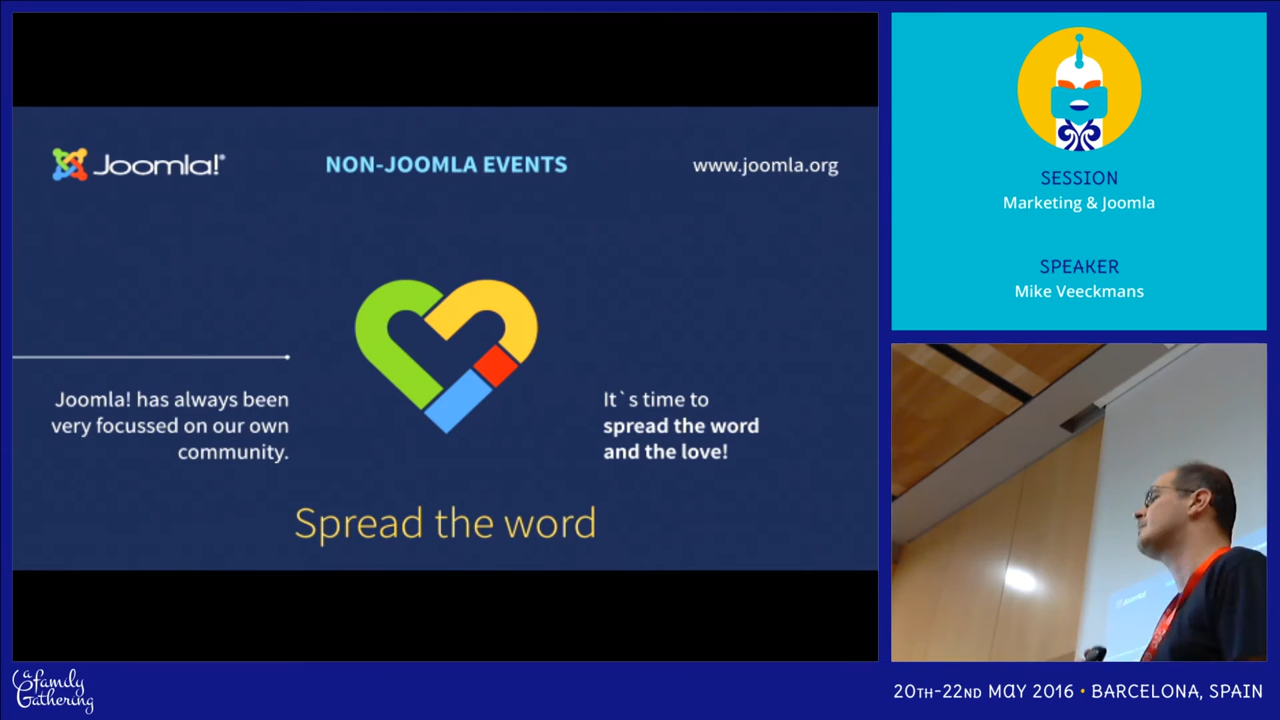 Joomla!®
NON-JOOMLA EVENTS
www.joomla.org
Joomla! has always been
very focussed on our own
community.
It`s time to
spread the word
and the love!
Spread the word
SESSION
Marketing & Joomla
SPEAKER
Mike Veeckmans
Joomla!
a family
Gathering
20TH-22ND MAY 2016 • BARCELONA, SPAIN